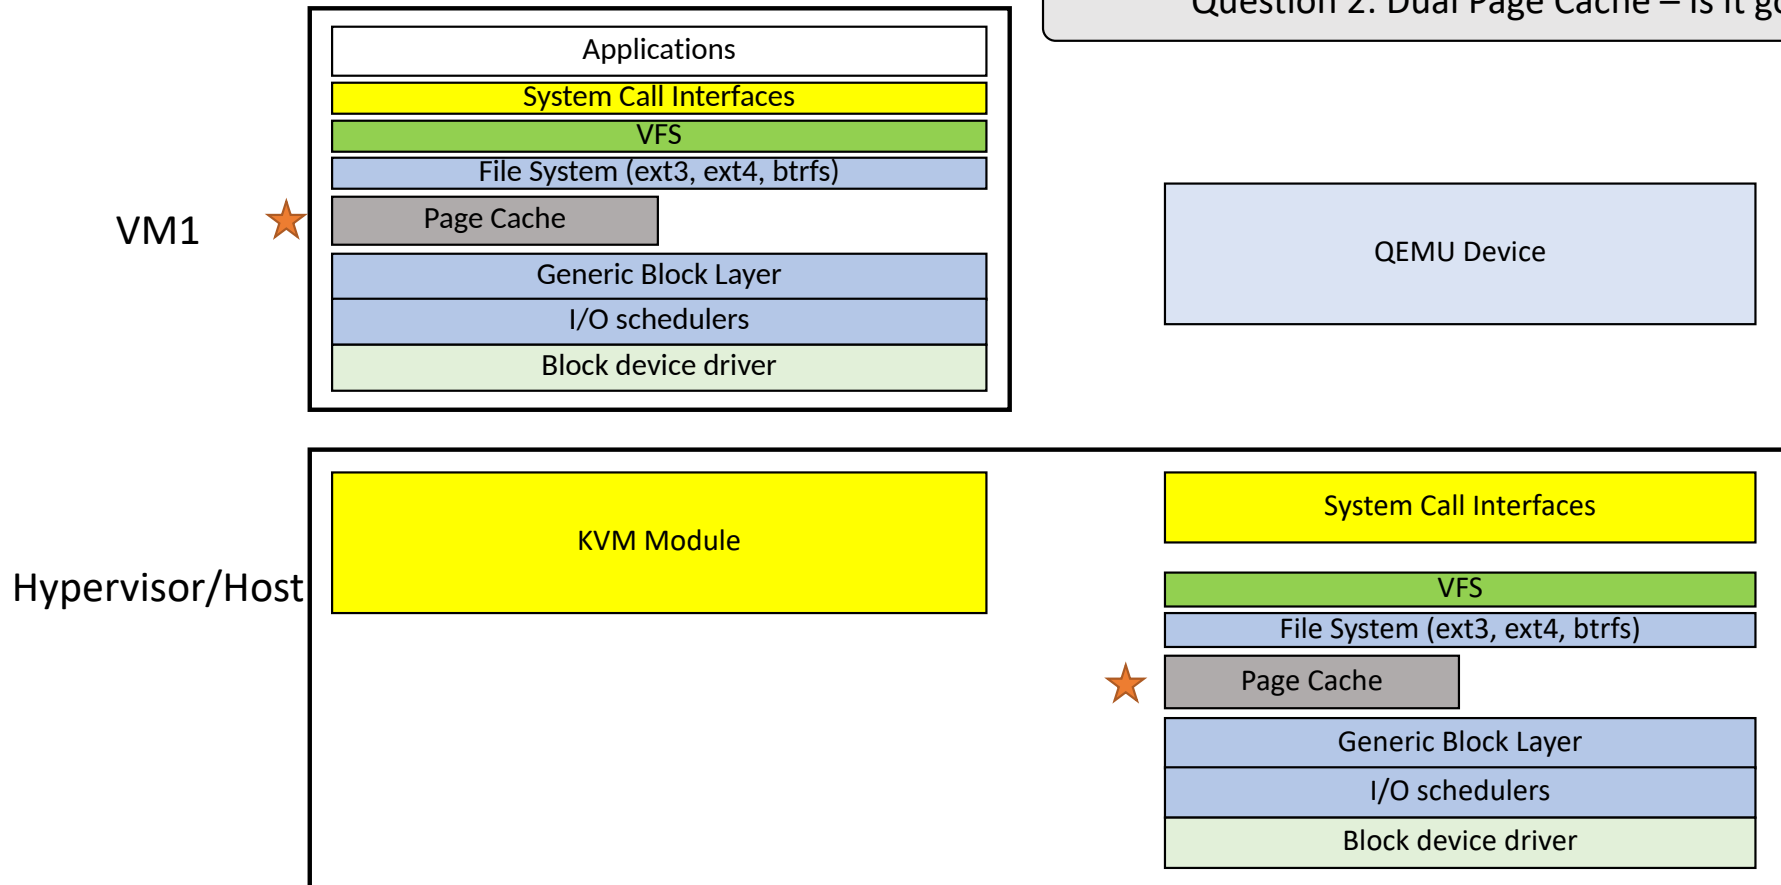 Question 2: Dual Page Cache – Is it
Applications
System Call Interfaces
VFS
File System (ext3, ext4, btrfs)
Page Cache
Generic Block Layer
I/O schedulers
Block device driver
VM1
QEMU Device
Hypervisor/Host
KVM Module
System Call Interfaces
VFS
File System (ext3, ext4, btrfs)
Page Cache
Generic Block Layer
I/O schedulers
Block device driver